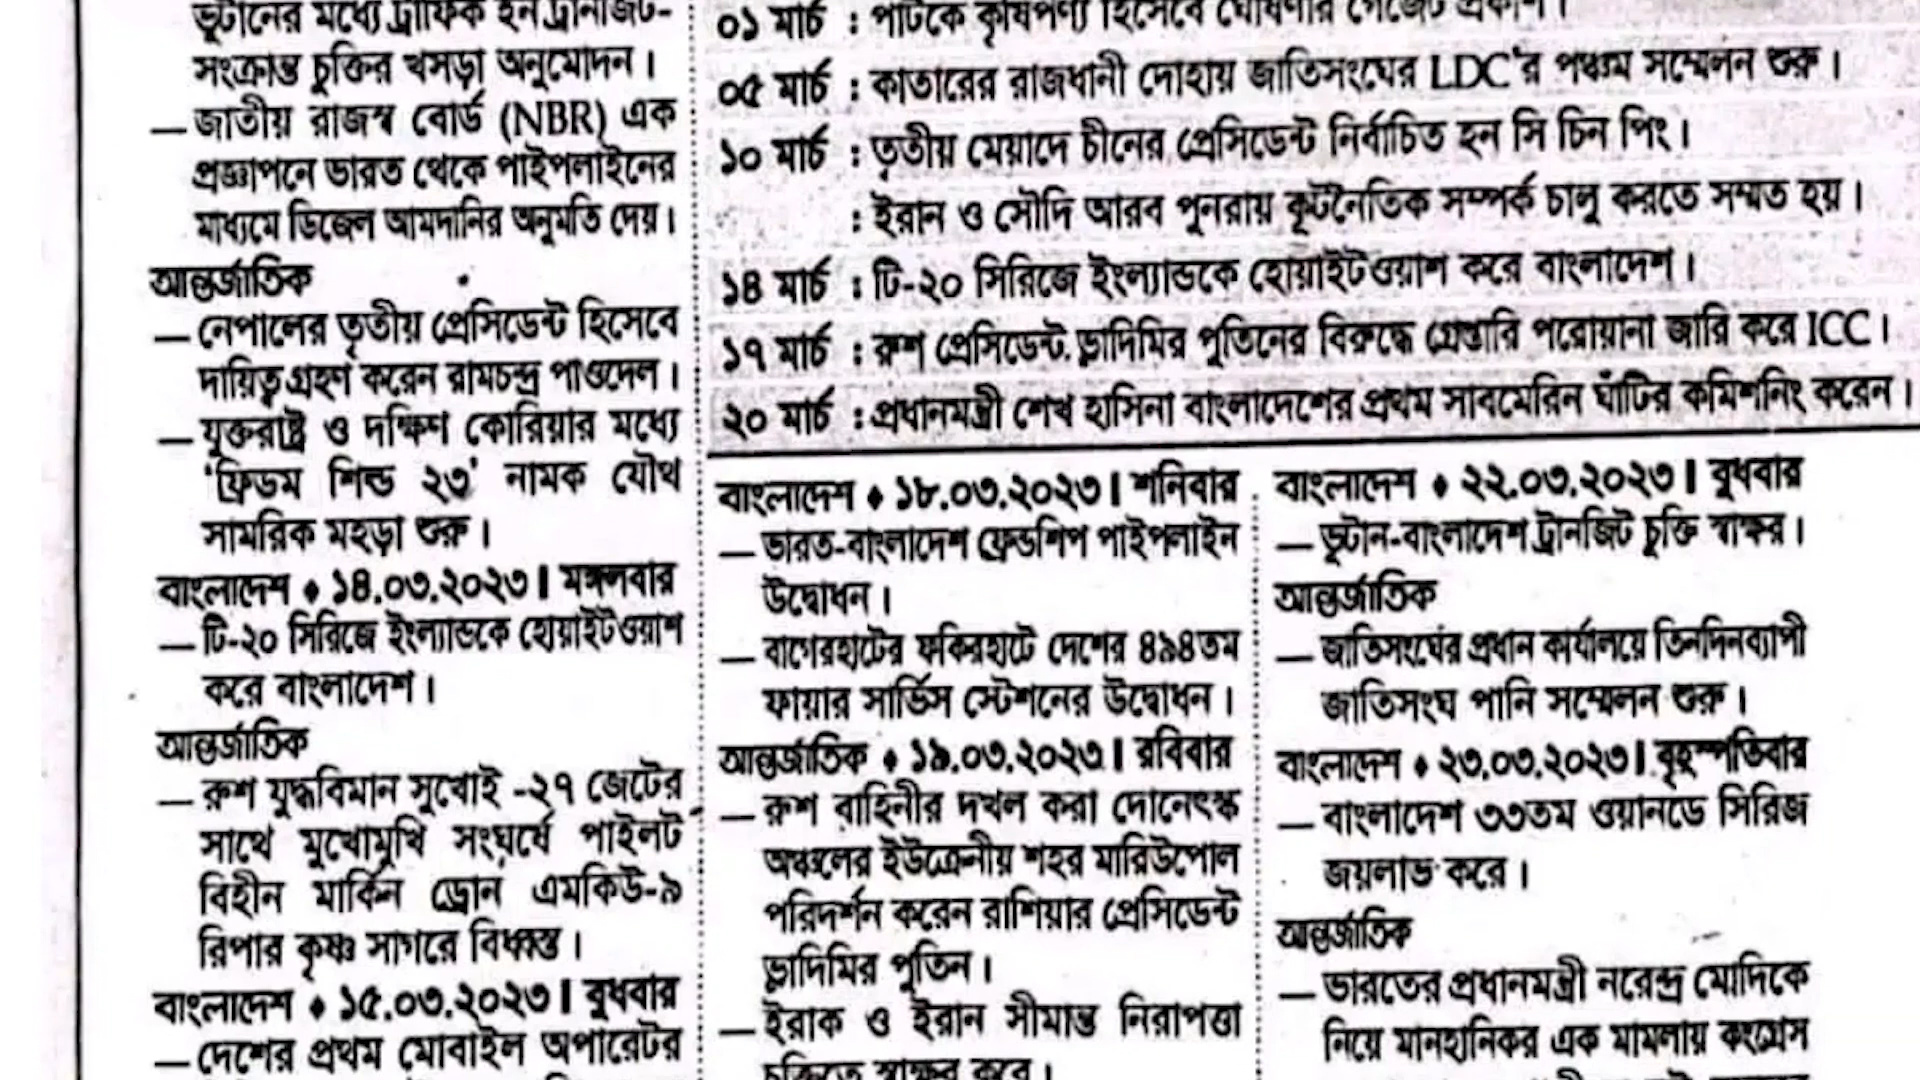 ভুটানের মধ্যে ট্রাফিক ইন ট্রানজিট-
সংক্রান্ত চুক্তির খসড়া অনুমোদন।
— জাতীয় রাজস্ব বোর্ড (NBR) এক
প্রজ্ঞাপনে ভারত থেকে পাইপলাইনের
মাধ্যমে ডিজেল আমদানির অনুমতি দেয়।
আন্তর্জাতিক
— নেপালের তৃতীয় প্রেসিডেন্ট হিসেবে
দায়িত্ব গ্রহণ করেন রামচন্দ্র পাওদেল।
— যুক্তরাষ্ট্র ও দক্ষিণ কোরিয়ার মধ্যে
‘ফ্রিডম শিল্ড ২৩’ নামক যৌথ
সামরিক মহড়া শুরু।
বাংলাদেশ ♦ ১৪.০৩.২০২৩। মঙ্গলবার
— টি-২০ সিরিজে ইংল্যান্ডকে হোয়াইটওয়াশ
করে বাংলাদেশ।
আন্তর্জাতিক
— রুশ যুদ্ধবিমান সুখোই -২৭ জেটের
সাথে মুখোমুখি সংঘর্ষে পাইলট
বিহীন মার্কিন ড্রোন এমকিউ-৯
রিপার কৃষ্ণ সাগরে বিধ্বস্ত।
বাংলাদেশ ♦ ১৫.০৩.২০২৩। বুধবার
— দেশের প্রথম মোবাইল অপারেটর
০১ মার্চ : পাটকে কৃষিপণ্য হিসেবে ঘোষণার গেজেট প্রকাশ।
০৫ মার্চ : কাতারের রাজধানী দোহায় জাতিসংঘের LDC'র পঞ্চম সম্মেলন শুরু।
১০ মার্চ : তৃতীয় মেয়াদে চীনের প্রেসিডেন্ট নির্বাচিত হন সি চিন পিং।
: ইরান ও সৌদি আরব পুনরায় কূটনৈতিক সম্পর্ক চালু করতে সম্মত হয়।
১৪ মার্চ : টি-২০ সিরিজে ইংল্যান্ডকে হোয়াইটওয়াশ করে বাংলাদেশ।
১৭ মার্চ : রুশ প্রেসিডেন্ট ভ্লাদিমির পুতিনের বিরুদ্ধে গ্রেপ্তারি পরোয়ানা জারি করে ICC।
২০ মার্চ : প্রধানমন্ত্রী শেখ হাসিনা বাংলাদেশের প্রথম সাবমেরিন ঘাঁটির কমিশনিং করেন।
বাংলাদেশ ♦ ১৮.০৩.২০২৩। শনিবার
— ভারত-বাংলাদেশ ফ্রেন্ডশিপ পাইপলাইন
উদ্বোধন।
— বাগেরহাটের ফকিরহাটে দেশের ৪৯৪তম
ফায়ার সার্ভিস স্টেশনের উদ্বোধন।
আন্তর্জাতিক ♦ ১৯.০৩.২০২৩। রবিবার
— রুশ বাহিনীর দখল করা দোনেৎস্ক
অঞ্চলের ইউক্রেনীয় শহর মারিউপোল
পরিদর্শন করেন রাশিয়ার প্রেসিডেন্ট
ভ্লাদিমির পুতিন।
— ইরাক ও ইরান সীমান্ত নিরাপত্তা
চুক্তিতে স্বাক্ষর করে।
বাংলাদেশ ♦ ২২.০৩.২০২৩। বুধবার
— ভুটান-বাংলাদেশ ট্রানজিট চুক্তি স্বাক্ষর।
আন্তর্জাতিক
— জাতিসংঘের প্রধান কার্যালয়ে তিনদিনব্যাপী
জাতিসংঘ পানি সম্মেলন শুরু।
বাংলাদেশ ♦ ২৩.০৩.২০২৩। বৃহস্পতিবার
— বাংলাদেশ ৩৩তম ওয়ানডে সিরিজ
জয়লাভ করে।
আন্তর্জাতিক
— ভারতের প্রধানমন্ত্রী নরেন্দ্র মোদিকে
নিয়ে মানহানিকর এক মামলায় কংগ্রেস